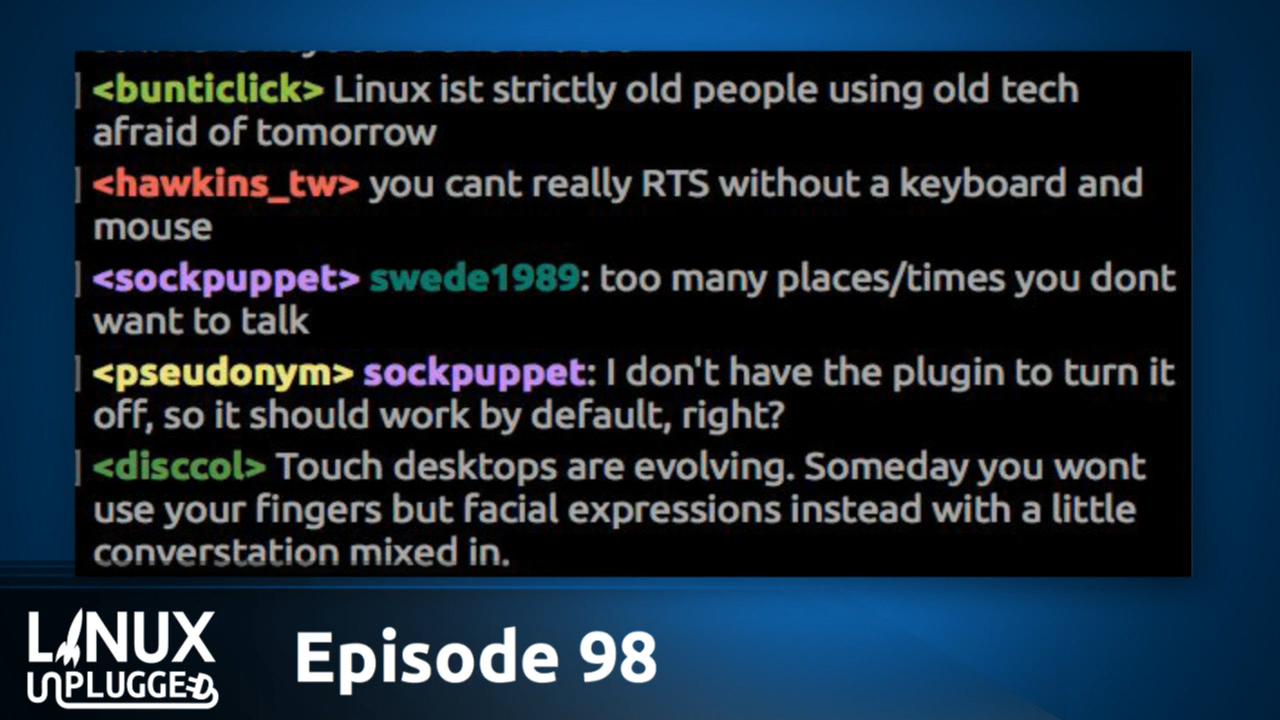 <bunticlick> Linux ist strictly old people using old tech
afraid of tomorrow
<hawkins_tw> you cant really RTS without a keyboard and
mouse
<sockpuppet> swede1989: too many places/times you dont
want to talk
<pseudonym> sockpuppet: I don't have the plugin to turn it
off, so it should work by default, right?
<disccol> Touch desktops are evolving. Someday you wont
use your fingers but facial expressions instead with a little
converstation mixed in.
LINUX
UNPLUGGED
Episode 98